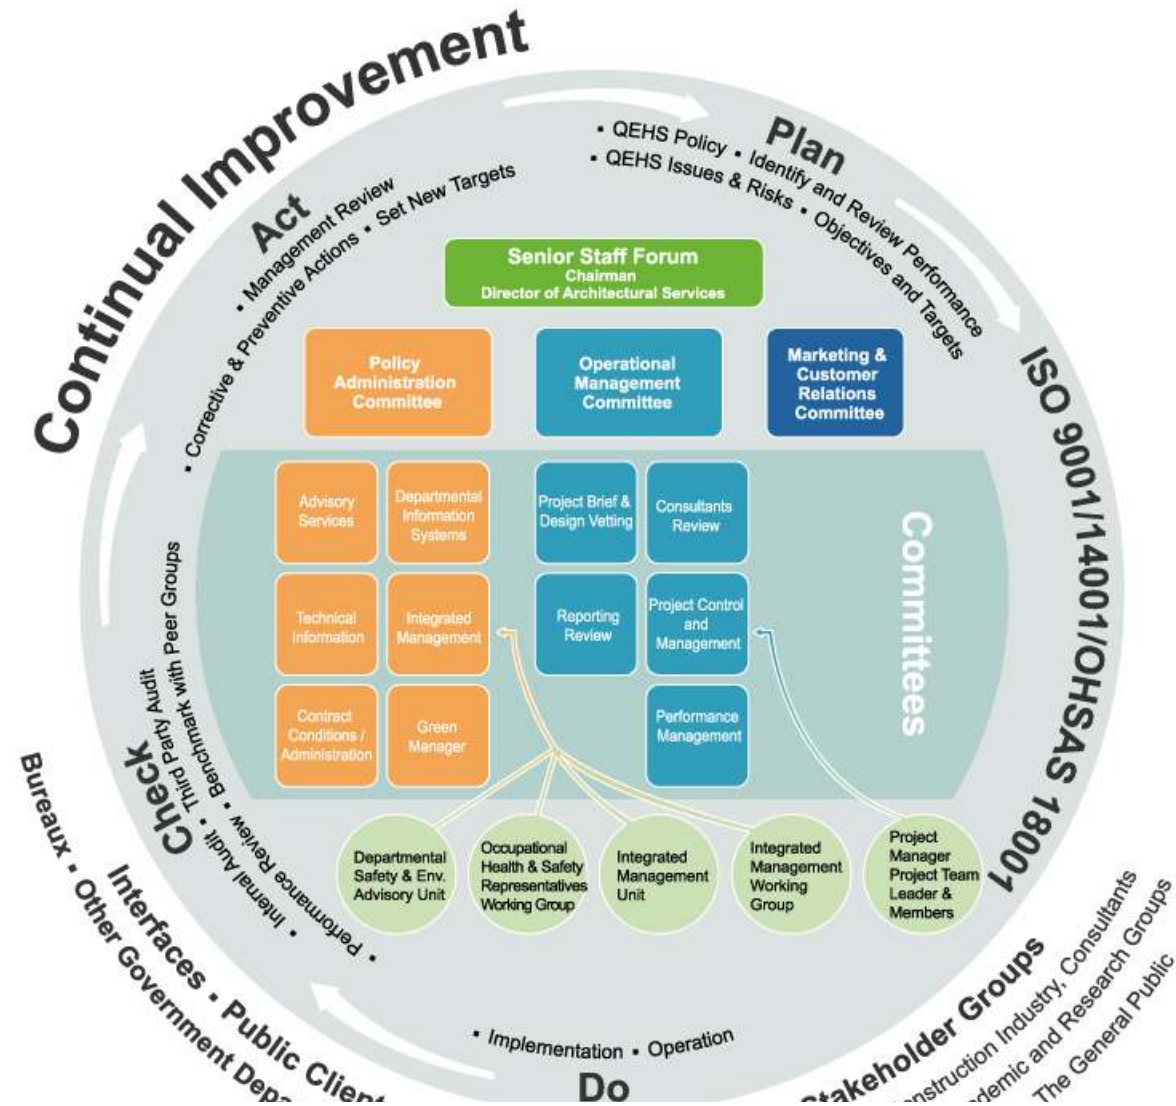 Continual Improvement
Act
▪ Management Review
▪ Corrective & Preventive Actions ▪ Set New Targets
Plan
▪ QEHS Policy ▪ Identify and Review Performance
▪ QEHS Issues & Risks ▪ Objectives and Targets
ISO 9001/14001/OHSAS 18001
Senior Staff Forum
Chairman
Director of Architectural Services
Policy
Administration
Committee
Operational
Management
Committee
Marketing &
Customer
Relations
Committee
Committees
Advisory
Services
Departmental
Information
Systems
Project Brief &
Design Vetting
Consultants
Review
Technical
Information
Integrated
Management
Reporting
Review
Project Control
and
Management
Contract
Conditions /
Administration
Green
Manager
Performance
Management
Departmental
Safety & Env.
Advisory Unit
Occupational
Health & Safety
Representatives
Working Group
Integrated
Management
Unit
Integrated
Management
Working
Group
Project
Manager
Project Team
Leader &
Members
Check
▪ Internal Audit ▪ Third Party Audit
▪ Performance Review ▪ Benchmark with Peer Groups
▪ Implementation ▪ Operation
Do
Interfaces ▪ Public Client
Bureaux ▪ Other Government
Stakeholder Groups
Industry, Consultants
and Research Groups
The General Public